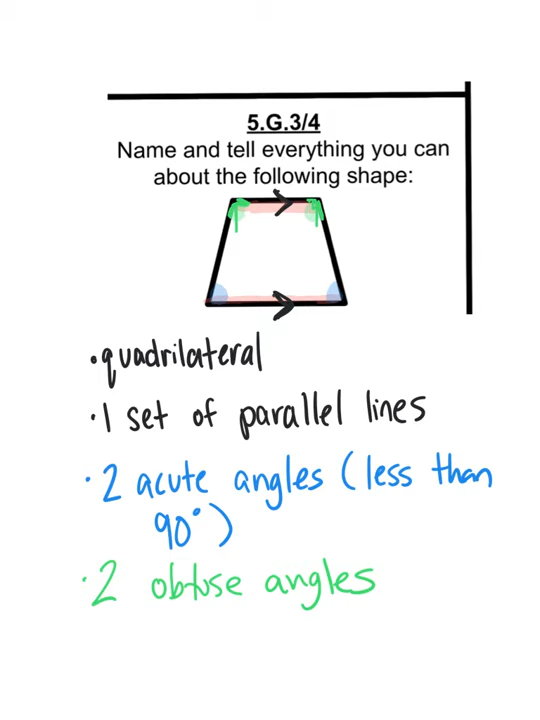 5.G.3/4
Name and tell everything you can
about the following shape:
• quadrilateral
• 1 set of parallel lines
• 2 acute angles (less than
90°)
• 2 obtuse angles